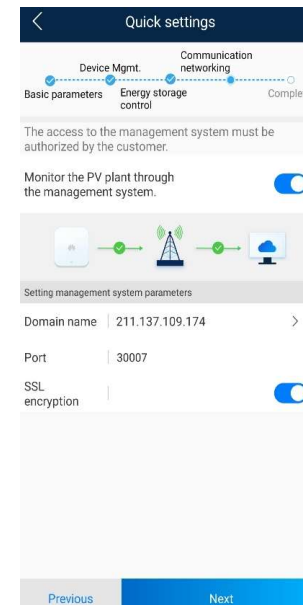 Quick settings
Communication
Device Mgmt.
networking
Basic parameters
Energy storage
Comple
control
The access to the management system must be
authorized by the customer.
Monitor the PV plant through
the management system.
Setting management system parameters
Domain name 211.137.109.174
Port 30007
SSL
encryption
Previous Next